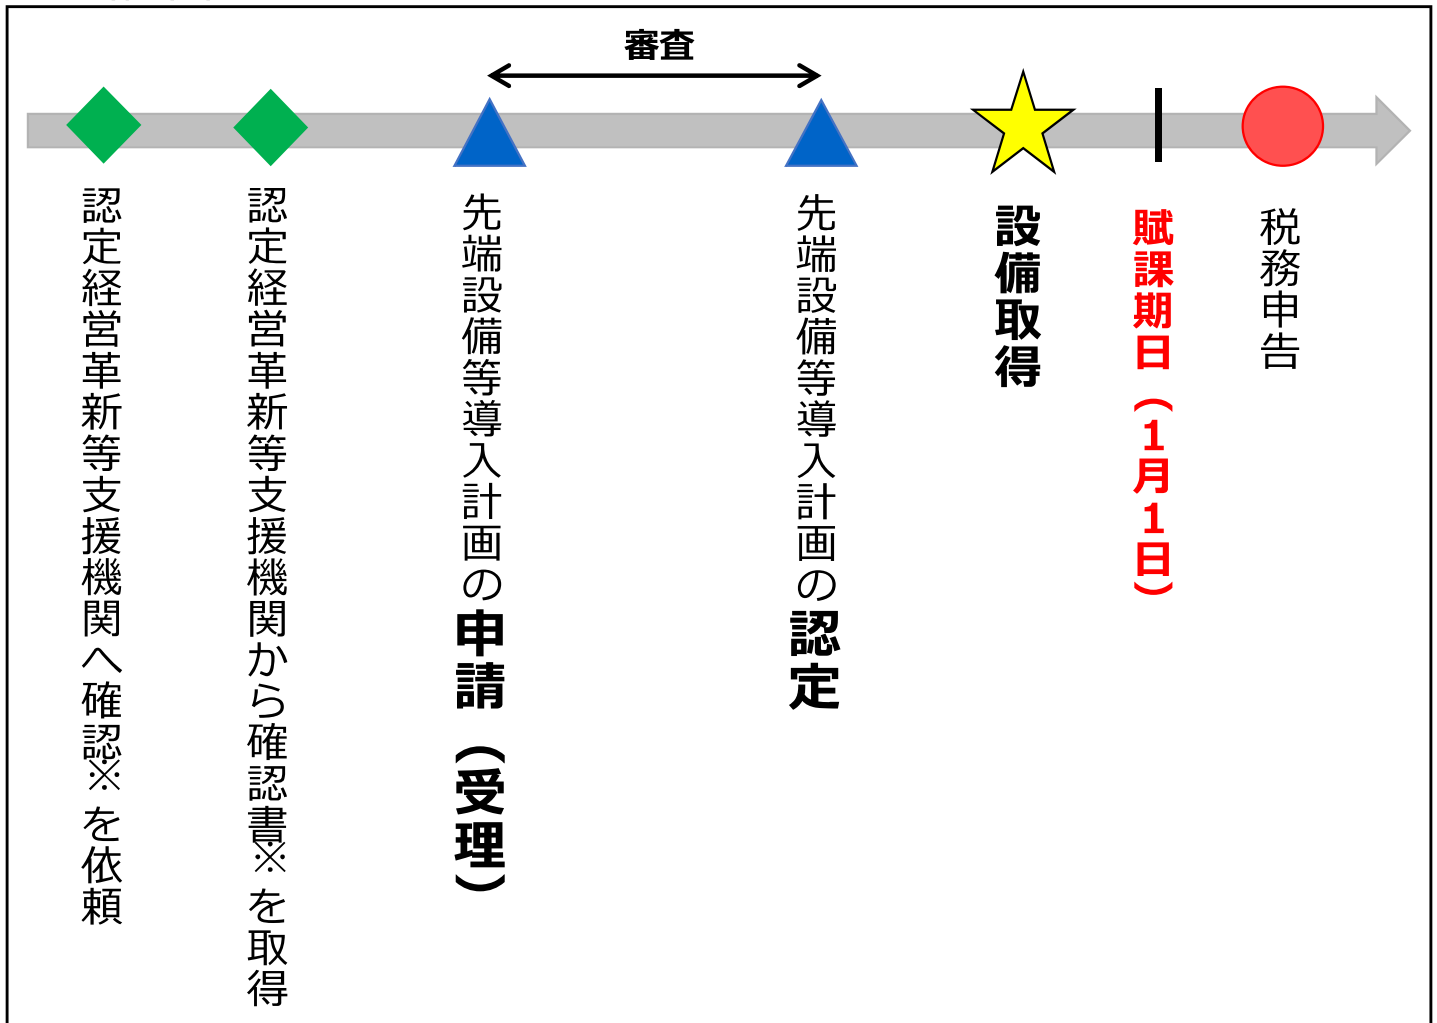 審査
認定経営革新等支援機関へ確認※を依頼
認定経営革新等支援機関から確認書※を取得
先端設備等導入計画の申請（受理）
先端設備等導入計画の認定
設備取得
賦課期日（１月１日）
税務申告